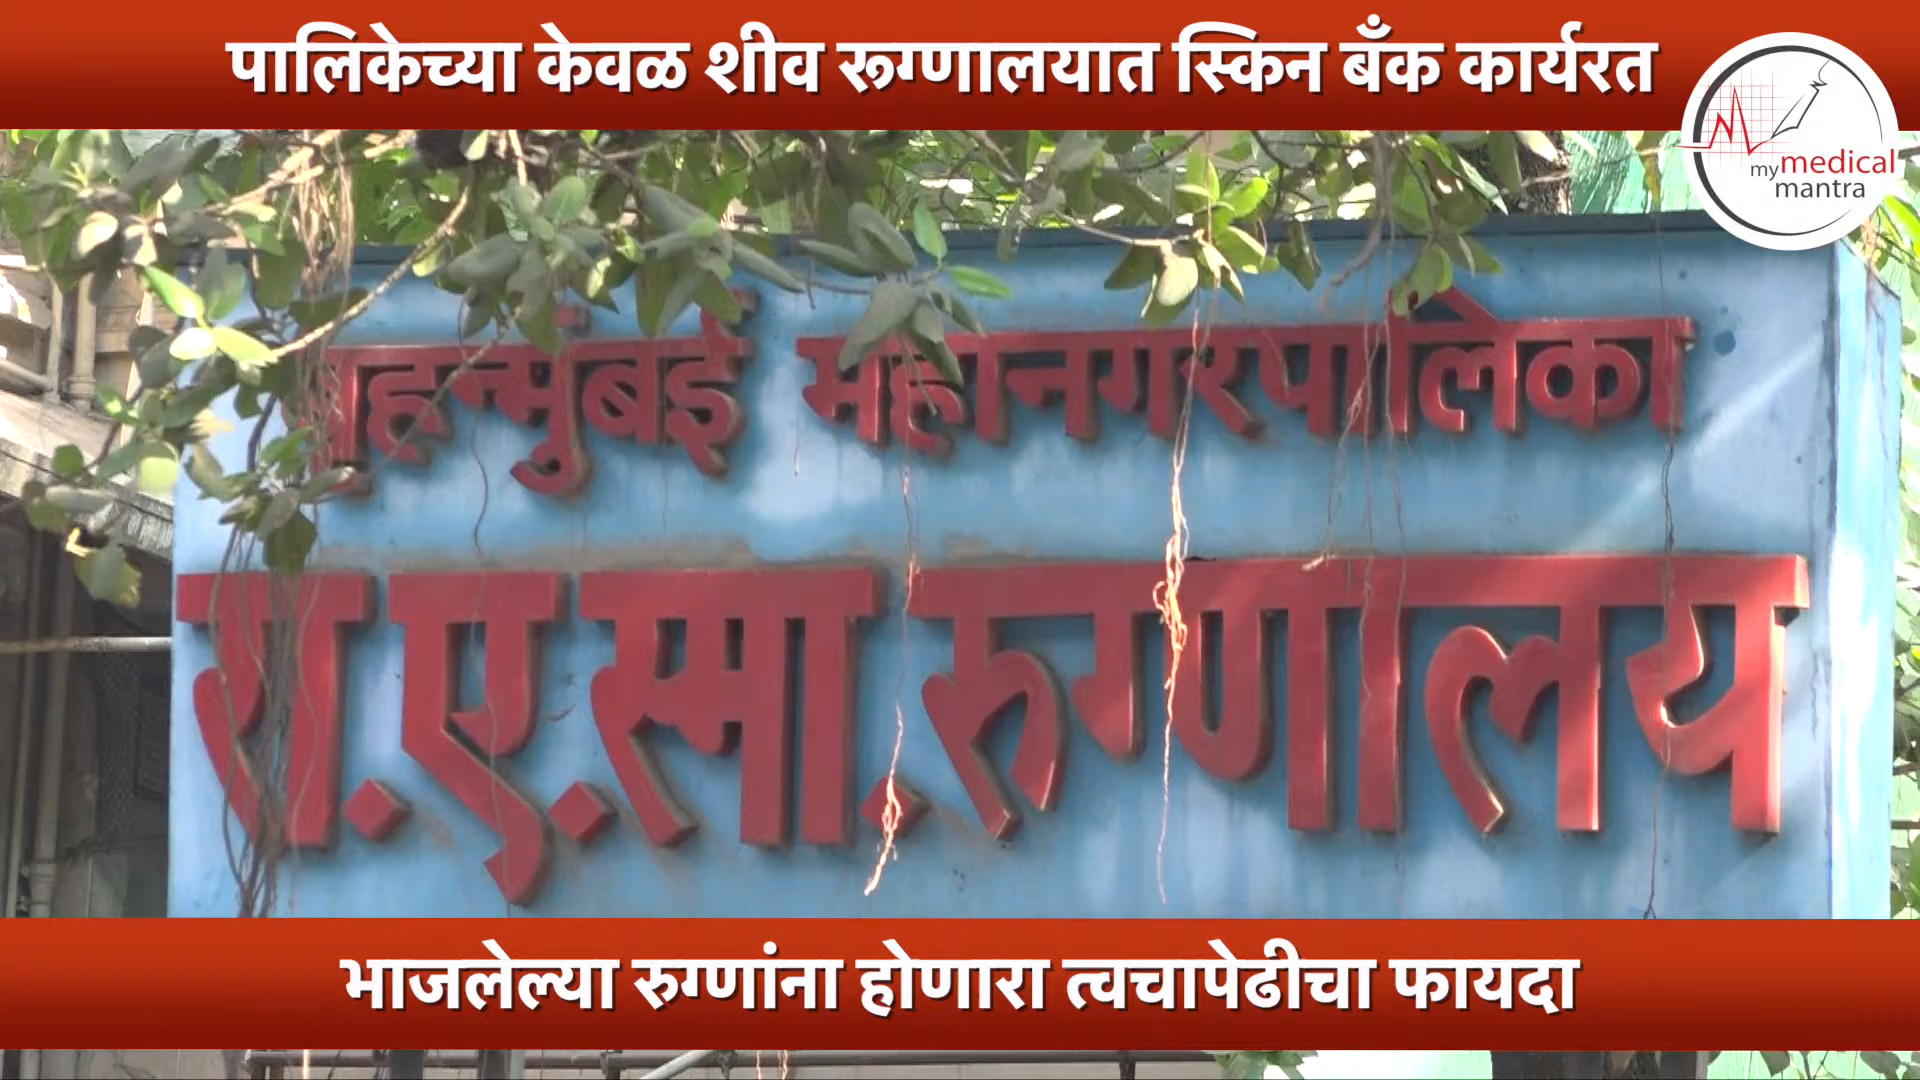 पालिकेच्या केवळ शीव रूग्णालयात स्किन बँक कार्यरत
my medical
mantra
बृहन्मुंबई महानगरपालिका
रा.ए.स्मा.रुग्णालय
भाजलेल्या रुग्णांना होणारा त्वचापेढीचा फायदा